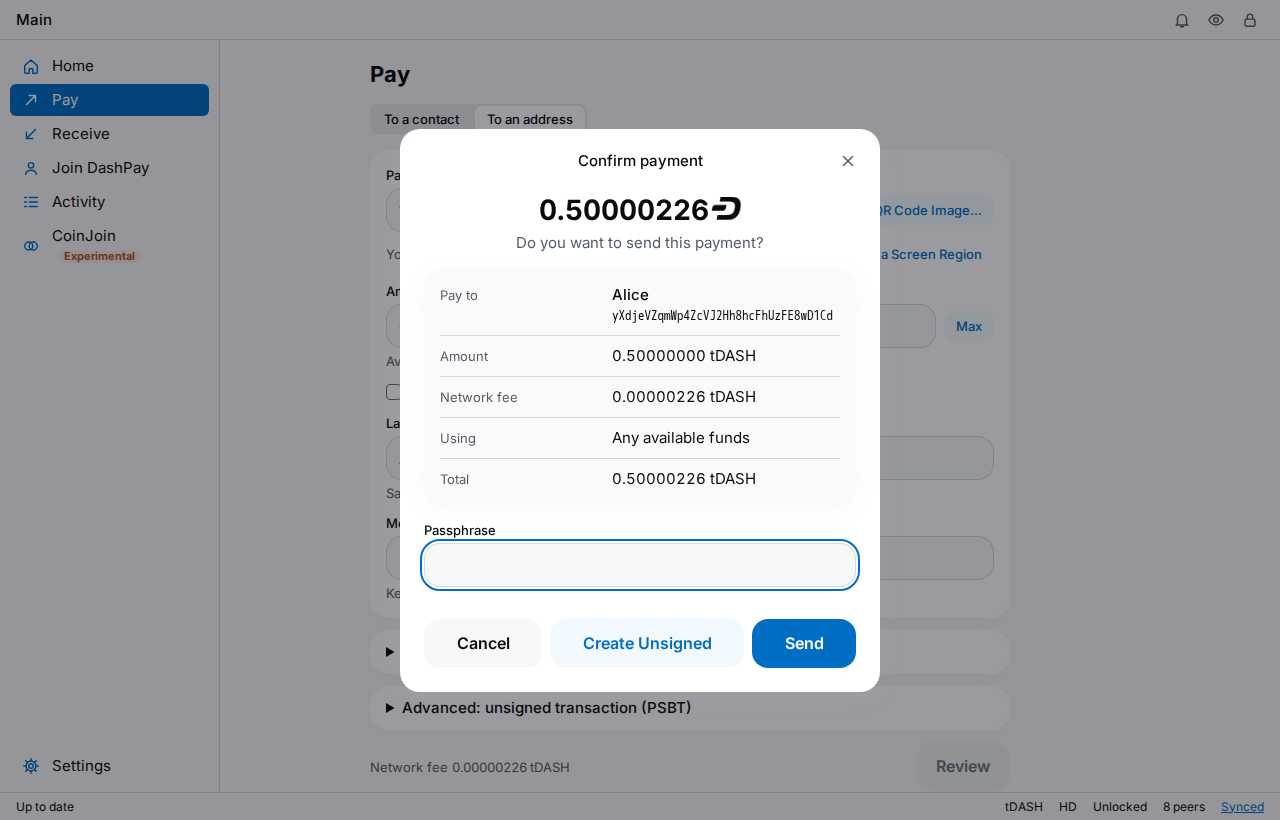 Main
Home
Pay
Receive
Join DashPay
Activity
CoinJoin
Experimental
Settings
Pay
To a contact
To an address
QR Code Image...
a Screen Region
Max
Confirm payment
0.50000226
Do you want to send this payment?
Pay to
Alice
yXdjeVZqmWp4ZcVJ2Hh8hcFhUzFE8wD1Cd
Amount
0.50000000 tDASH
Network fee
0.00000226 tDASH
Using
Any available funds
Total
0.50000226 tDASH
Passphrase
Cancel
Create Unsigned
Send
Advanced: unsigned transaction (PSBT)
Network fee 0.00000226 tDASH
Review
Up to date
tDASH
HD
Unlocked
8 peers
Synced